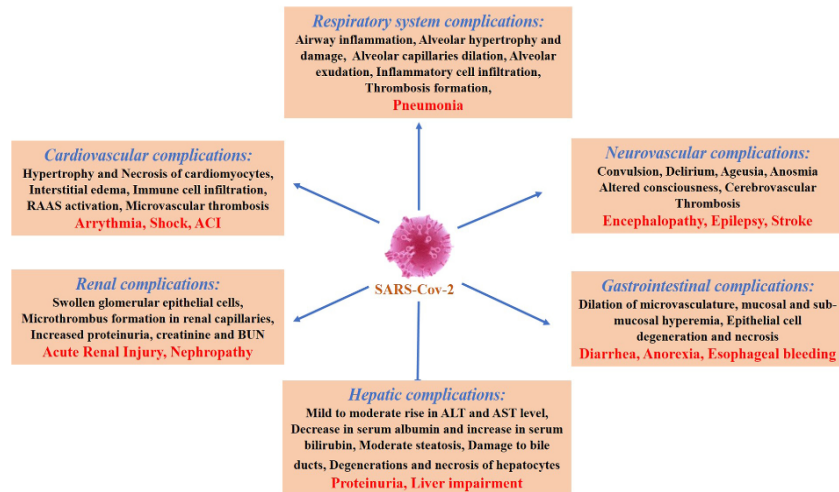 Respiratory system complications:
Airway inflammation, Alveolar hypertrophy and
damage, Alveolar capillaries dilation, Alveolar
exudation, Inflammatory cell infiltration,
Thrombosis formation,
Pneumonia
Cardiovascular complications:
Hypertrophy and Necrosis of cardiomyocytes,
Interstitial edema, Immune cell infiltration,
RAAS activation, Microvascular thrombosis
Arrythmia, Shock, ACI
Neurovascular complications:
Convulsion, Delirium, Ageusia, Anosmia
Altered consciousness, Cerebrovascular
Thrombosis
Encephalopathy, Epilepsy, Stroke
SARS-Cov-2
Renal complications:
Swollen glomerular epithelial cells,
Microthrombus formation in renal capillaries,
Increased proteinuria, creatinine and BUN
Acute Renal Injury, Nephropathy
Gastrointestinal complications:
Dilation of microvasculature, mucosal and sub-
mucosal hyperemia, Epithelial cell
degeneration and necrosis
Diarrhea, Anorexia, Esophageal bleeding
Hepatic complications:
Mild to moderate rise in ALT and AST level,
Decrease in serum albumin and increase in serum
bilirubin, Moderate steatosis, Damage to bile
ducts, Degenerations and necrosis of hepatocytes
Proteinuria, Liver impairment